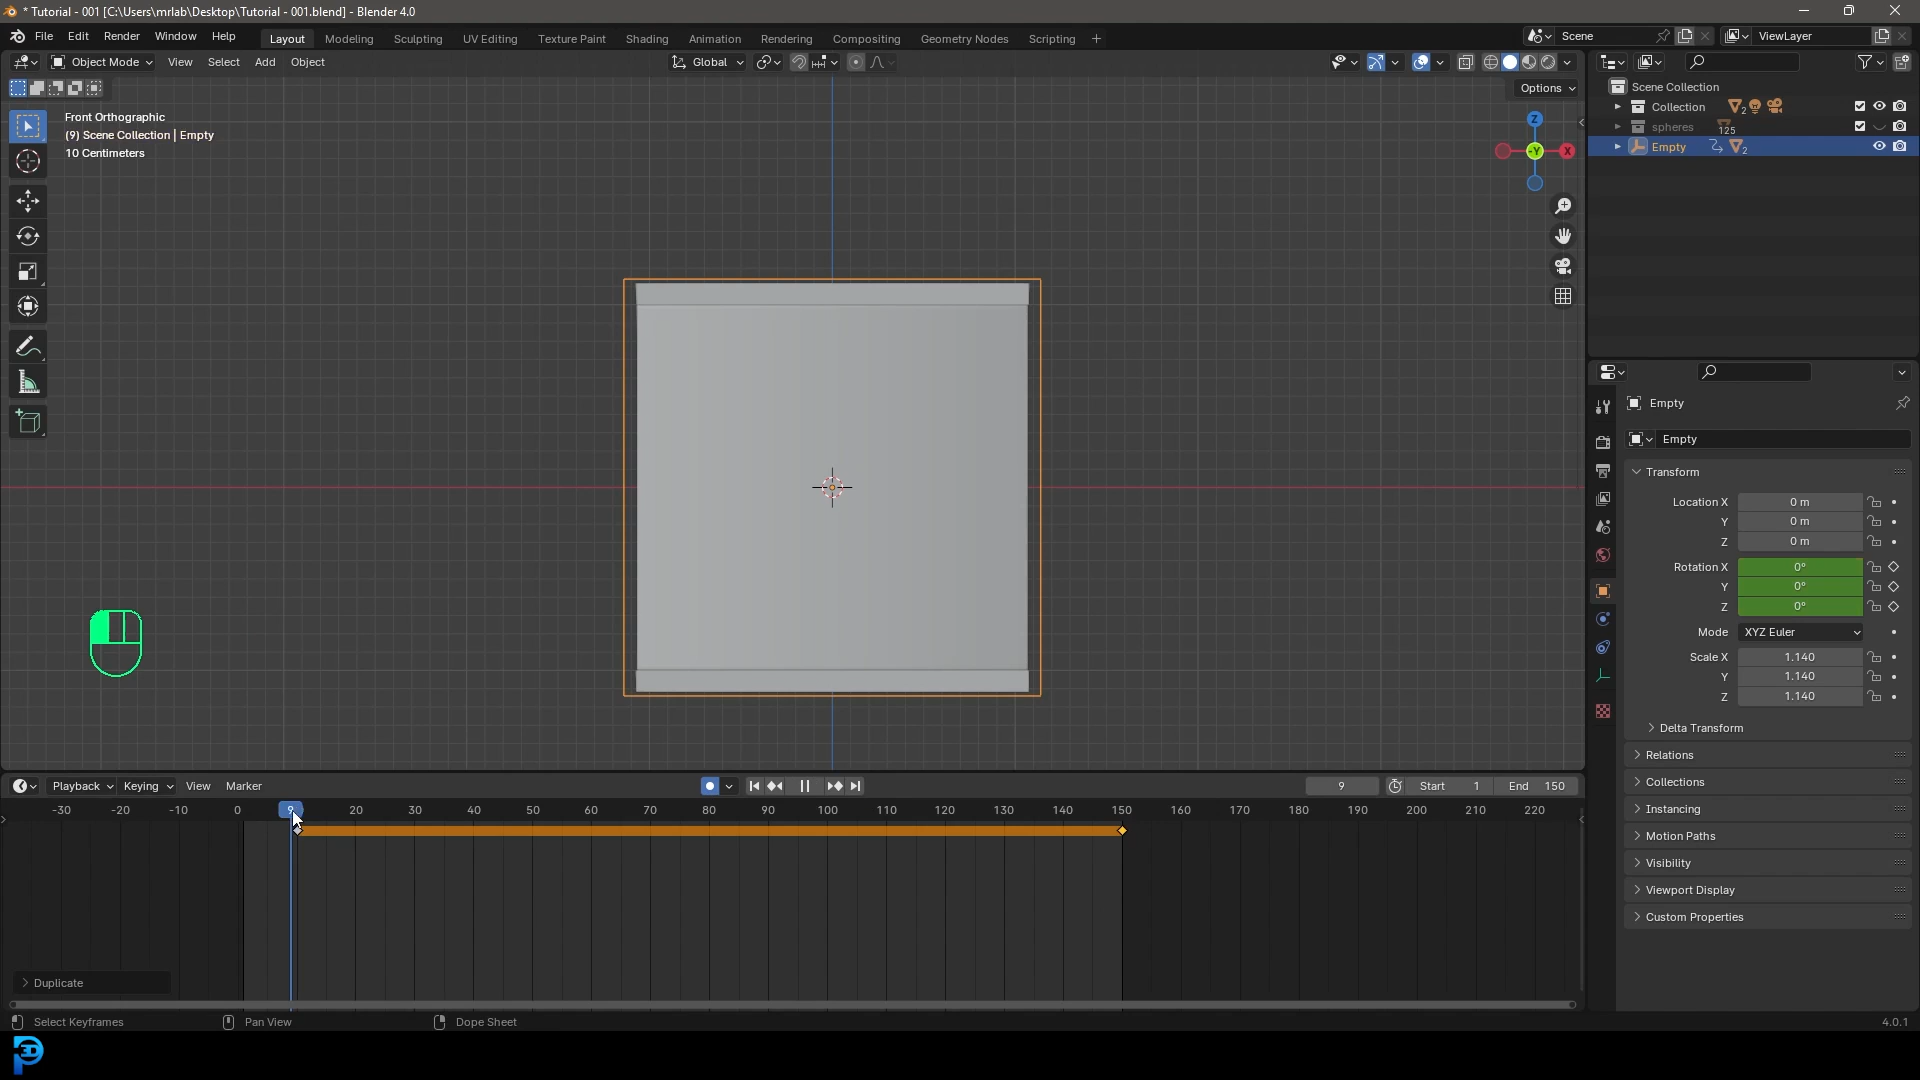 * Tutorial - 001 [C:\Users\mrlab\Desktop\Tutorial - 001.blend] - Blender 4.0
File Edit Render Window Help Layout Modeling Sculpting UV Editing Texture Paint Shading Animation Rendering Compositing Geometry Nodes Scripting + Scene ViewLayer
Object Mode View Select Add Object Global
Options
Front Orthographic
(9) Scene Collection | Empty
10 Centimeters
Z
-Y
X
Scene Collection
Collection 2
spheres 125
Empty 2
Empty
Empty
Transform
Location X 0 m
Y 0 m
Z 0 m
Rotation X 0°
Y 0°
Z 0°
Mode XYZ Euler
Scale X 1.140
Y 1.140
Z 1.140
Delta Transform
Relations
Collections
Instancing
Motion Paths
Visibility
Viewport Display
Custom Properties
Playback Keying View Marker 9 Start 1 End 150
-30 -20 -10 0 9 20 30 40 50 60 70 80 90 100 110 120 130 140 150 160 170 180 190 200 210 220
Duplicate
Select Keyframes Pan View Dope Sheet 4.0.1
3D